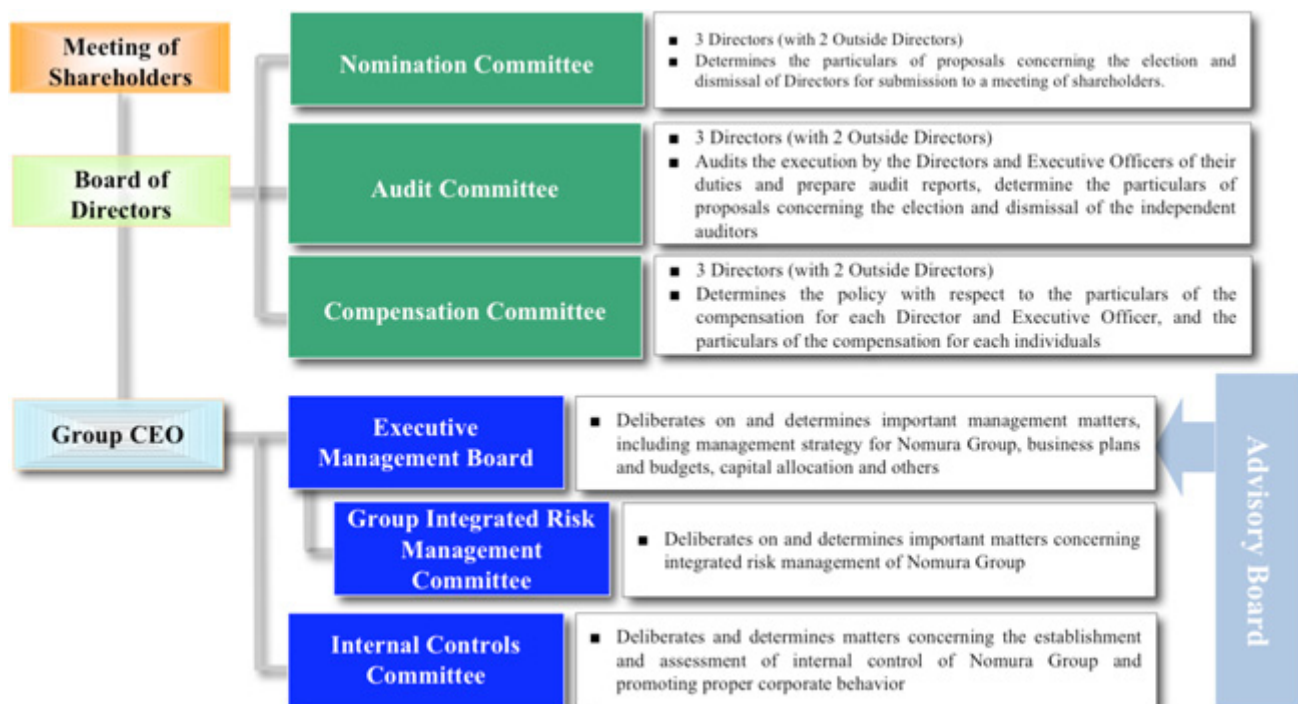 Meeting of
Shareholders
Nomination Committee
■ 3 Directors (with 2 Outside Directors)
■ Determines the particulars of proposals concerning the election and
dismissal of Directors for submission to a meeting of shareholders.
Board of
Directors
Audit Committee
■ 3 Directors (with 2 Outside Directors)
■ Audits the execution by the Directors and Executive Officers of their
duties and prepare audit reports, determine the particulars of
proposals concerning the election and dismissal of the independent
auditors
Compensation Committee
■ 3 Directors (with 2 Outside Directors)
■ Determines the policy with respect to the particulars of the
compensation for each Director and Executive Officer, and the
particulars of the compensation for each individuals
Group CEO
Executive
Management Board
■ Deliberates on and determines important management matters,
including management strategy for Nomura Group, business plans
and budgets, capital allocation and others
Group Integrated Risk
Management
Committee
■ Deliberates on and determines important matters concerning
integrated risk management of Nomura Group
Internal Controls
Committee
■ Deliberates and determines matters concerning the establishment
and assessment of internal control of Nomura Group and
promoting proper corporate behavior
Advisory Board